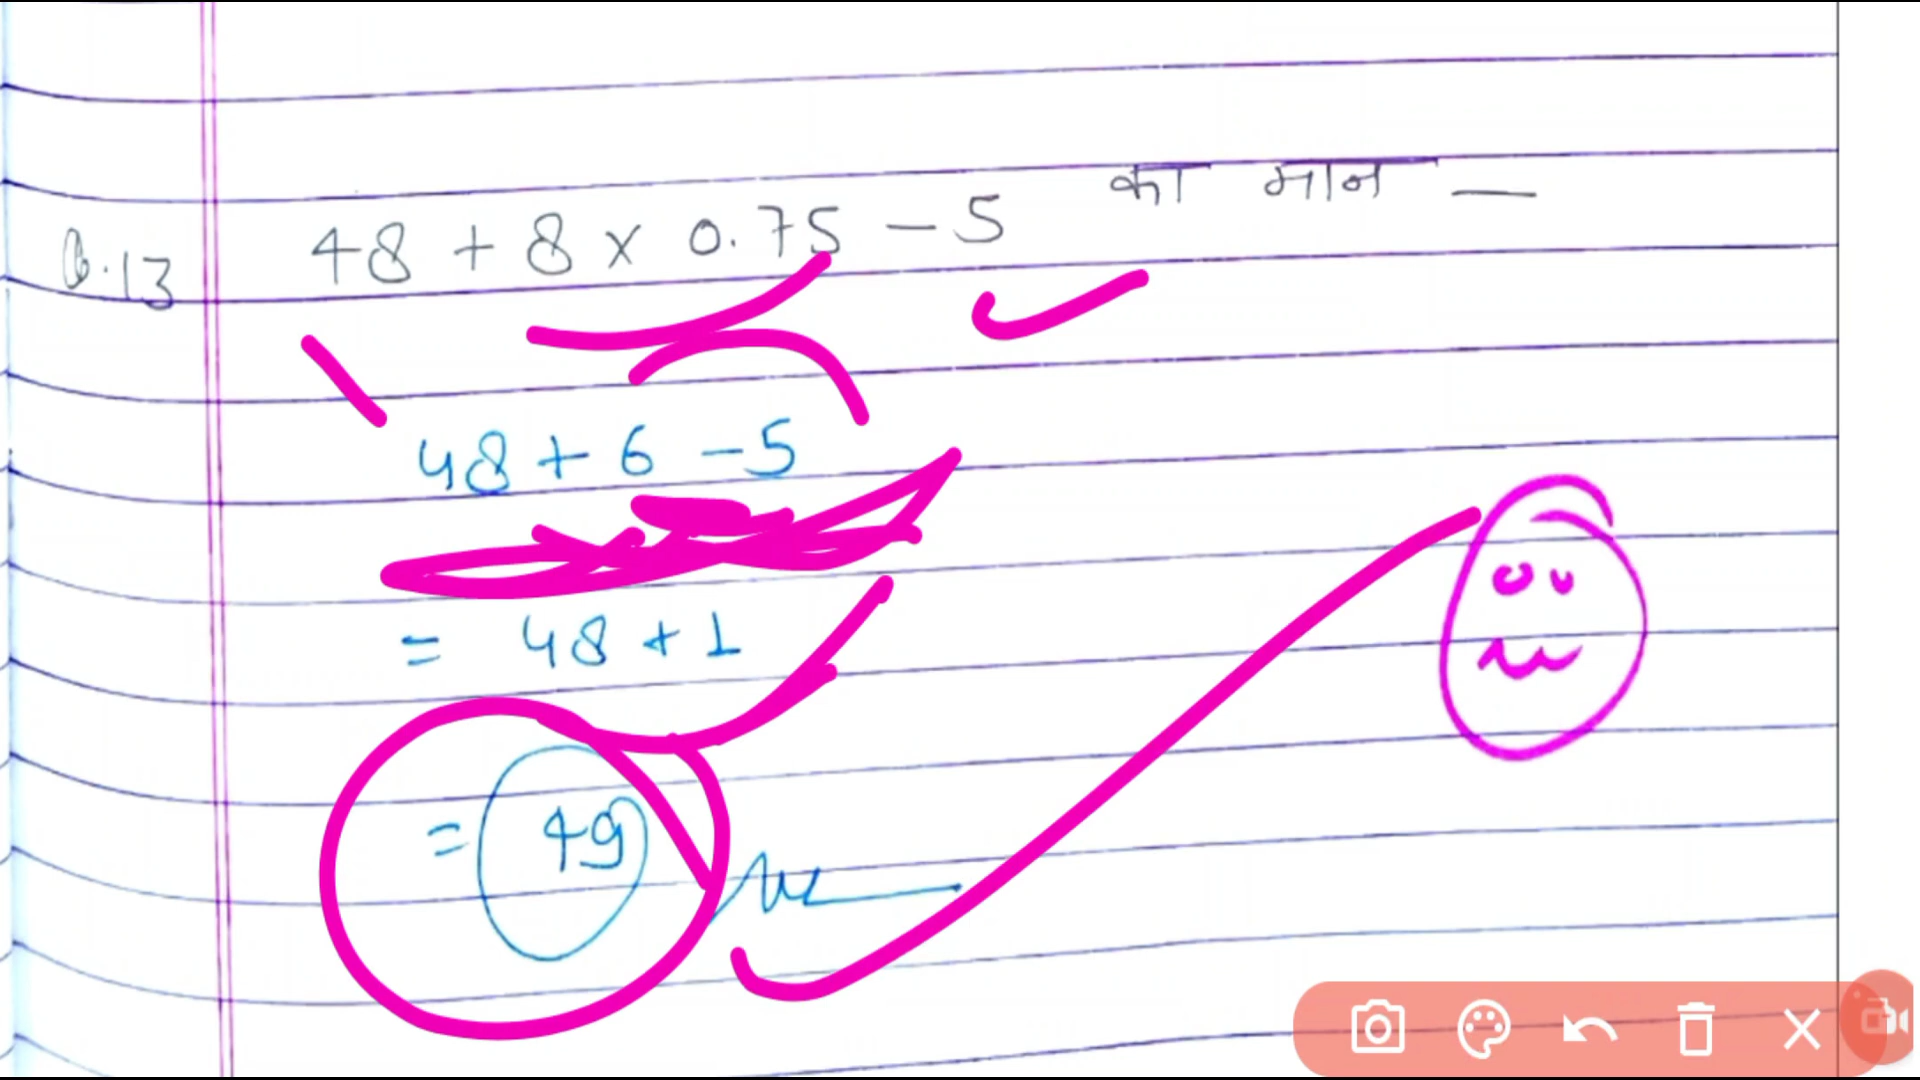 Q.13 48 + 8 x 0.75 - 5 का मान —
48 + 6 - 5
= 48 + 1
= 49